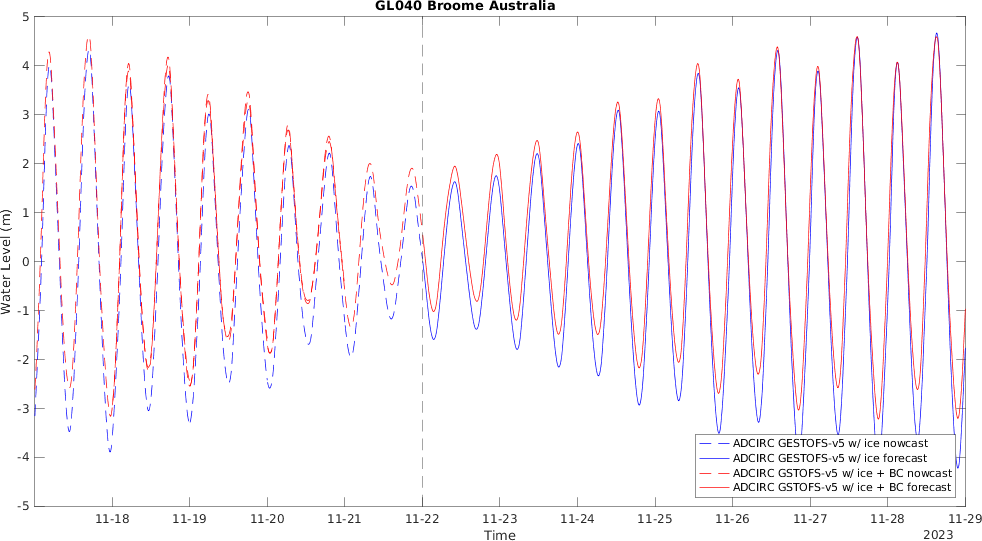 GL040 Broome Australia
5
4
3
2
1
0
-1
-2
-3
-4
-5
Water Level (m)
ADCIRC GESTOFS-v5 w/ ice nowcast
ADCIRC GESTOFS-v5 w/ ice forecast
ADCIRC GSTOFS-v5 w/ ice + BC nowcast
ADCIRC GSTOFS-v5 w/ ice + BC forecast
11-18 11-19 11-20 11-21 11-22 11-23 11-24 11-25 11-26 11-27 11-28 11-29
Time
2023